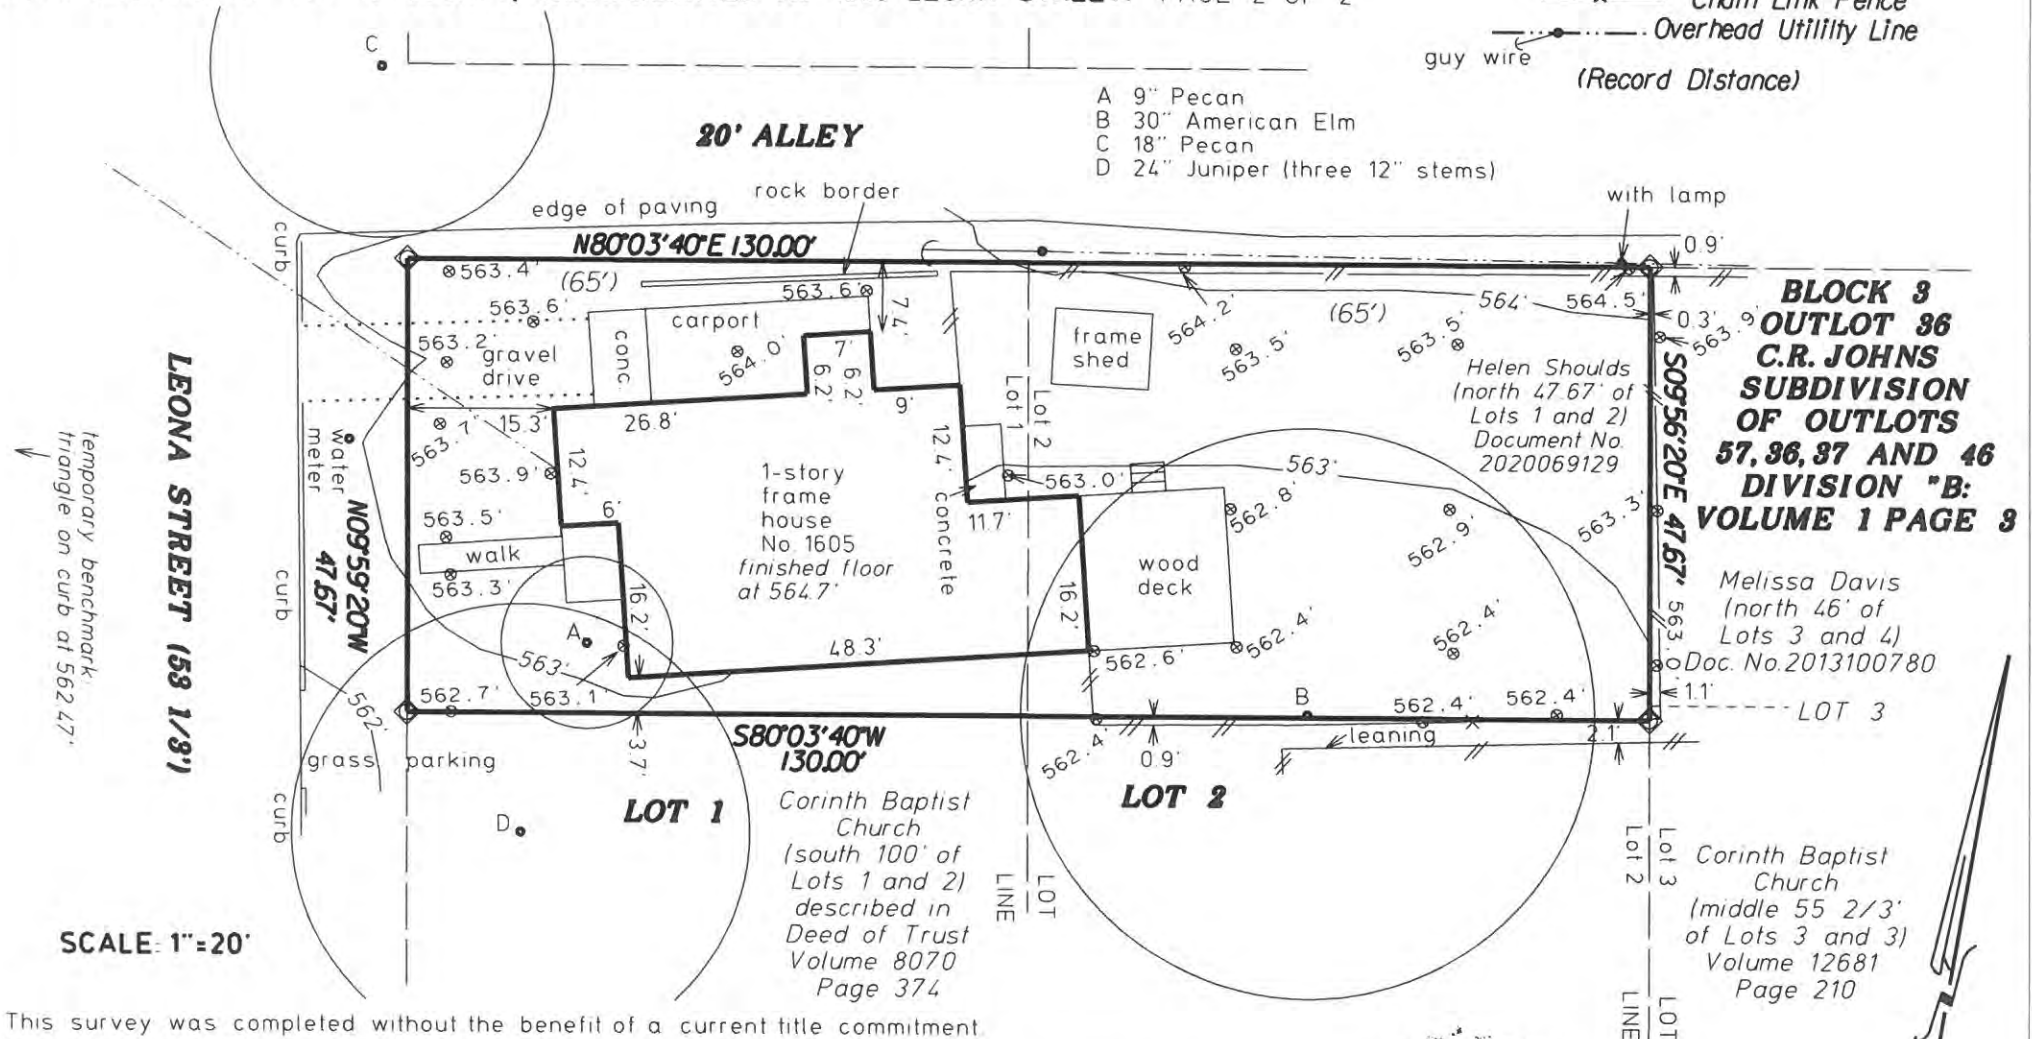 PAGE 2 OF 2
Chain Link Fence
Overhead Utility Line
guy wire
(Record Distance)
C
A 9" Pecan
B 30" American Elm
C 18" Pecan
D 24" Juniper (three 12" stems)
20' ALLEY
rock border
with lamp
edge of paving
curb
N80°03'40"E 130.00'
0.9'
563.4'
(65')
563.6'
563.6'
7.4'
carport
conc.
563.2'
gravel
drive
564.0'
7'
6.2'
6.2'
9'
15.3'
26.8'
563.7'
water
meter
563.9'
12.4'
6'
563.5'
walk
563.3'
N09°59'20"W
47.67'
LEONA STREET (53 1/3')
temporary benchmark:
triangle on curb at 562.47'
curb
curb
1-story
frame
house
No. 1605
finished floor
at 564.7'
12.4'
concrete
11.7'
16.2'
16.2'
48.3'
A
563'
562.7'
563.1'
562'
3.7'
grass parking
D
frame
shed
Lot 1
Lot 2
564.2'
563.5'
(65')
563.5'
564'
564.5'
0.3'
563.9'
Helen Shoulds
(north 47.67' of
Lots 1 and 2)
Document No.
2020069129
563.0'
563'
562.8'
562.9'
563.3'
wood
deck
562.6'
562.4'
562.4'
S09°56'20"E 47.67'
BLOCK 3
OUTLOT 36
C.R. JOHNS
SUBDIVISION
OF OUTLOTS
57, 36, 37 AND 46
DIVISION "B:
VOLUME 1 PAGE 3
Melissa Davis
(north 46' of
Lots 3 and 4)
Doc. No. 2013100780
563.0'
1.1'
LOT 3
B
562.4'
562.4'
2.1'
leaning
562.4'
0.9'
S80°03'40"W
130.00'
LOT 1
LOT 2
Corinth Baptist
Church
(south 100' of
Lots 1 and 2)
described in
Deed of Trust
Volume 8070
Page 374
LOT
LINE
Lot 3
Lot 2
Corinth Baptist
Church
(middle 55 2/3'
of Lots 3 and 3)
Volume 12681
Page 210
LOT
LINE
SCALE: 1"=20'
This survey was completed without the benefit of a current title commitment.